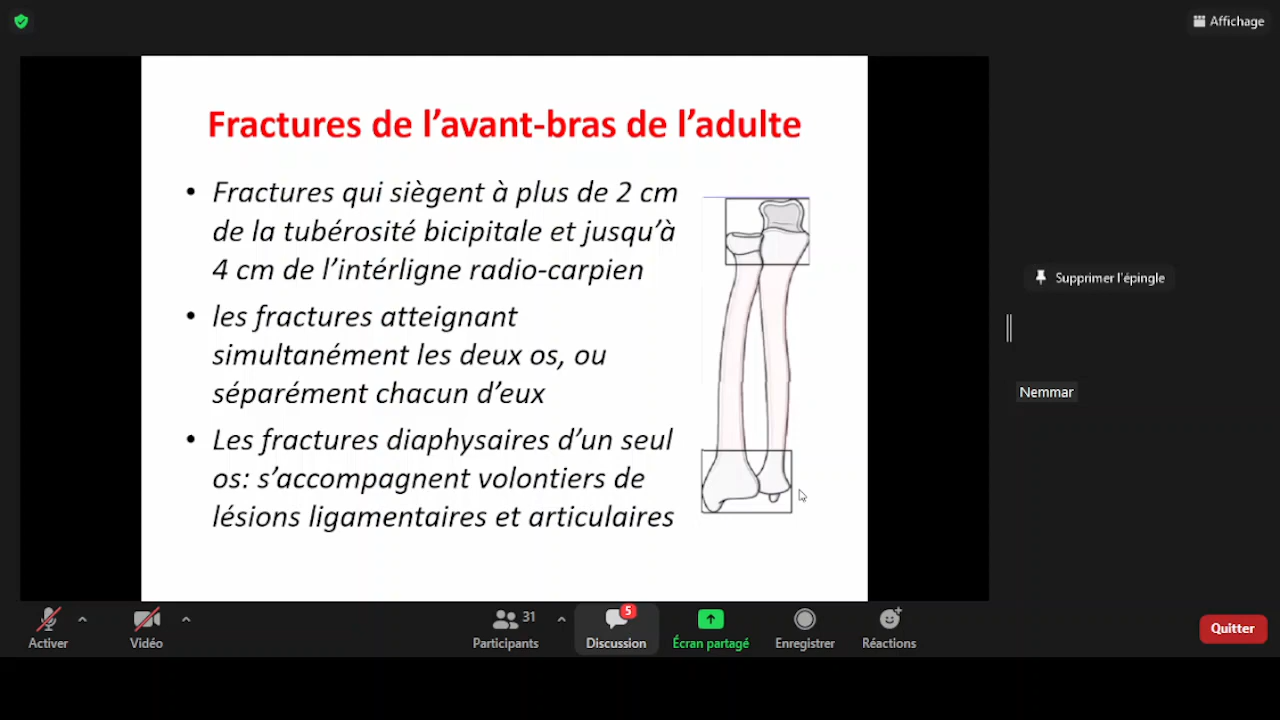 Affichage
Fractures de l’avant-bras de l’adulte
• Fractures qui siègent à plus de 2 cm
de la tubérosité bicipitale et jusqu’à
4 cm de l’intérligne radio-carpien
• les fractures atteignant
simultanément les deux os, ou
séparément chacun d’eux
• Les fractures diaphysaires d’un seul
os: s’accompagnent volontiers de
lésions ligamentaires et articulaires
Supprimer l'épingle
Nemmar
Activer
Vidéo
31
Participants
5
Discussion
Écran partagé
Enregistrer
Réactions
Quitter